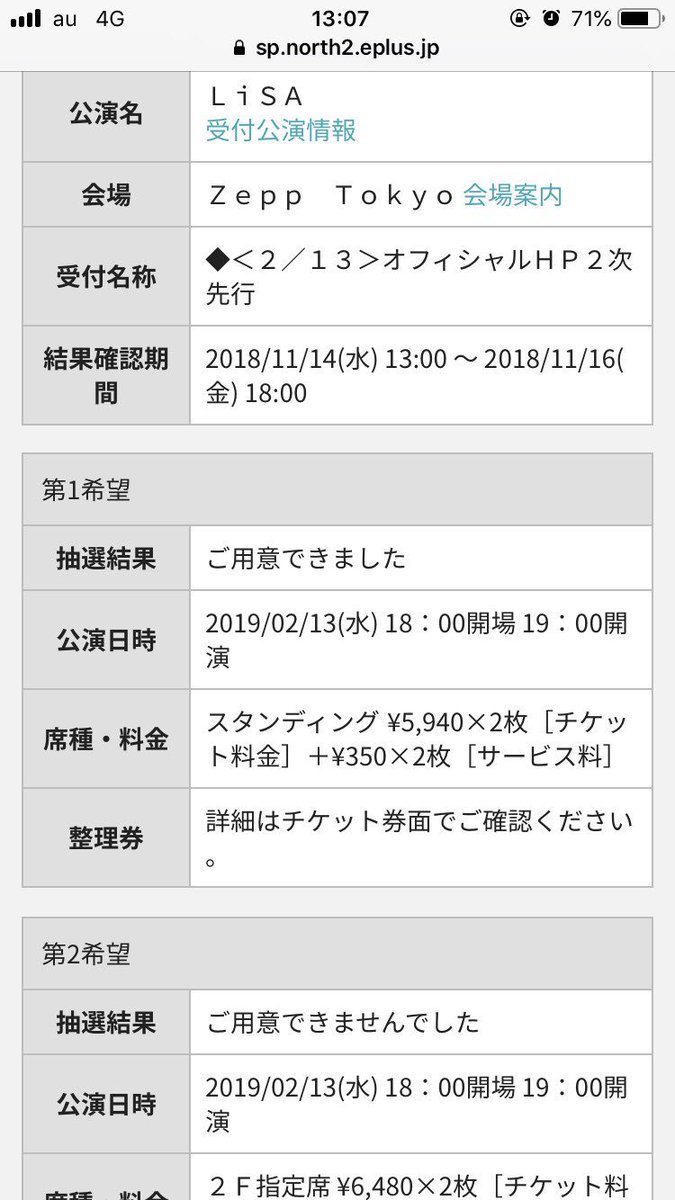 au 4G 13:07 71%
sp.north2.eplus.jp
公演名
ＬｉＳＡ
受付公演情報
会場
Ｚｅｐｐ　Ｔｏｋｙｏ 会場案内
受付名称
◆＜２／１３＞オフィシャルＨＰ２次
先行
結果確認期
間
2018/11/14(水) 13:00 〜 2018/11/16(
金) 18:00
第1希望
抽選結果
ご用意できました
公演日時
2019/02/13(水) 18：00開場 19：00開
演
席種・料金
スタンディング ¥5,940×2枚［チケッ
ト料金］＋¥350×2枚［サービス料］
整理券
詳細はチケット券面でご確認ください
。
第2希望
抽選結果
ご用意できませんでした
公演日時
2019/02/13(水) 18：00開場 19：00開
演
席種・料金
２Ｆ指定席 ¥6,480×2枚［チケット料